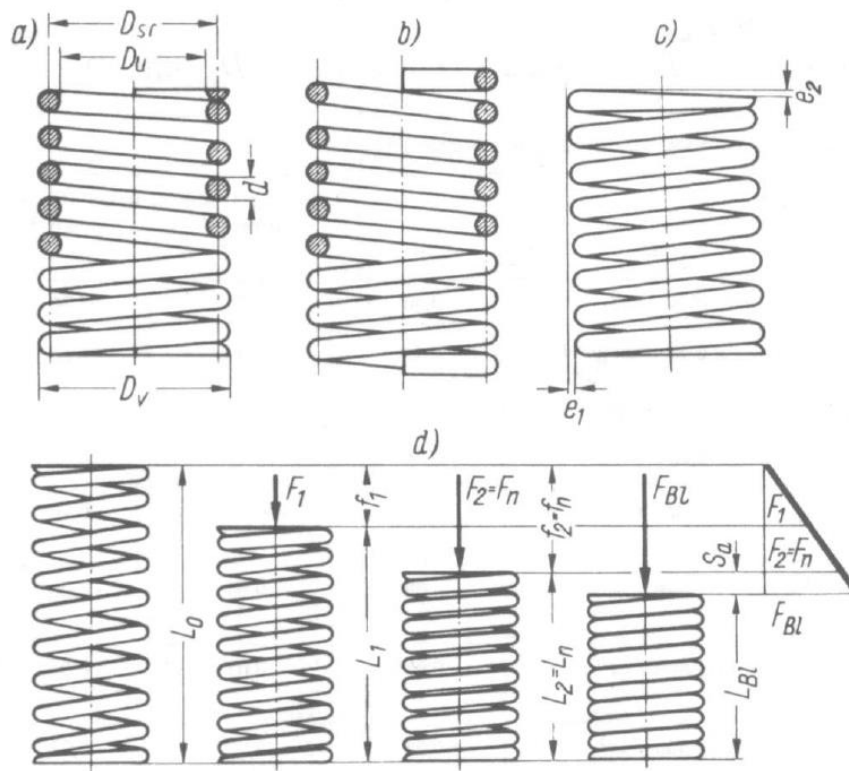 a)
D_sr
D_u
b)
c)
e_2
d
D_v
e_1
d)
F_1
f_1
F_2=F_n
f_2=f_n
F_Bl
F_1
S_a
F_2=F_n
F_Bl
L_0
L_1
L_2=L_n
L_Bl